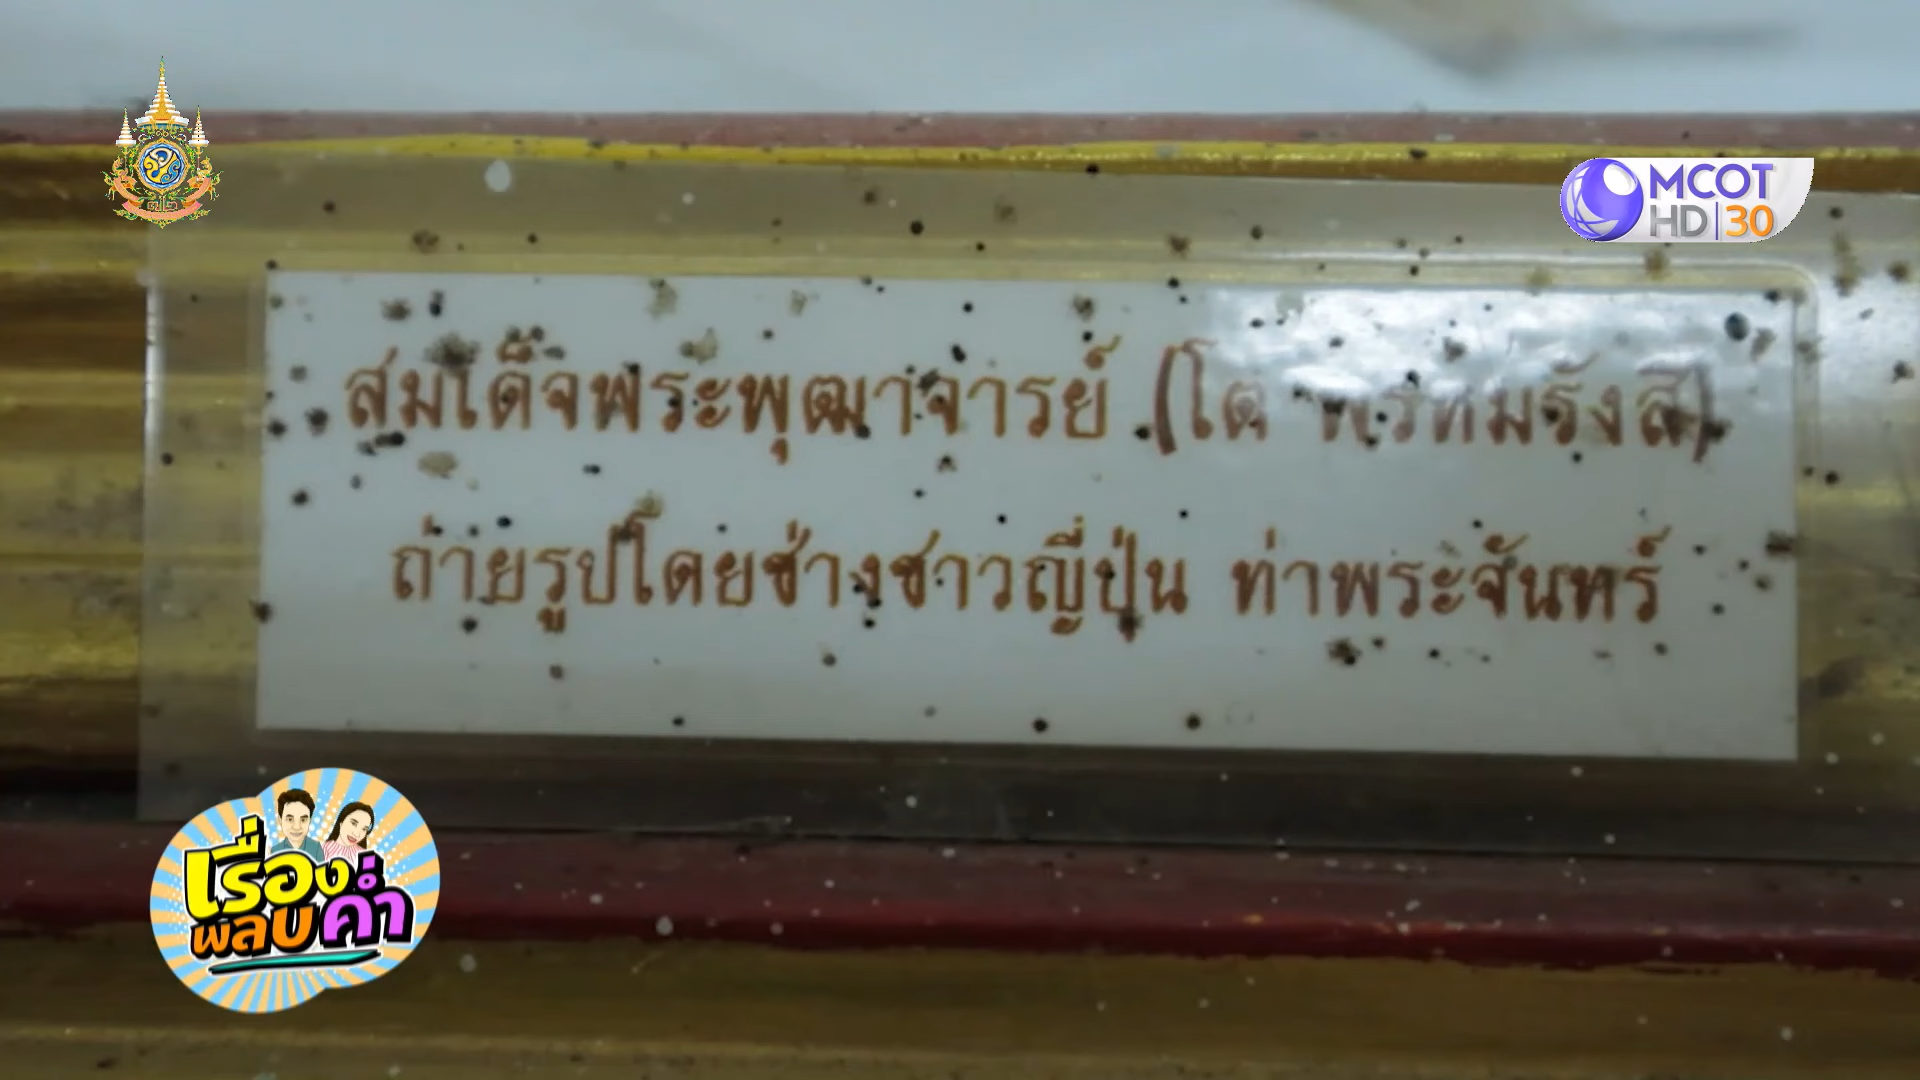 MCOT
HD 30
สมเด็จพระพุฒาจารย์ (โต พรหมรังสี)
ถ่ายรูปโดยช่างชาวญี่ปุ่น ท่าพระจันทร์
เรื่อง
พลบค่ำ